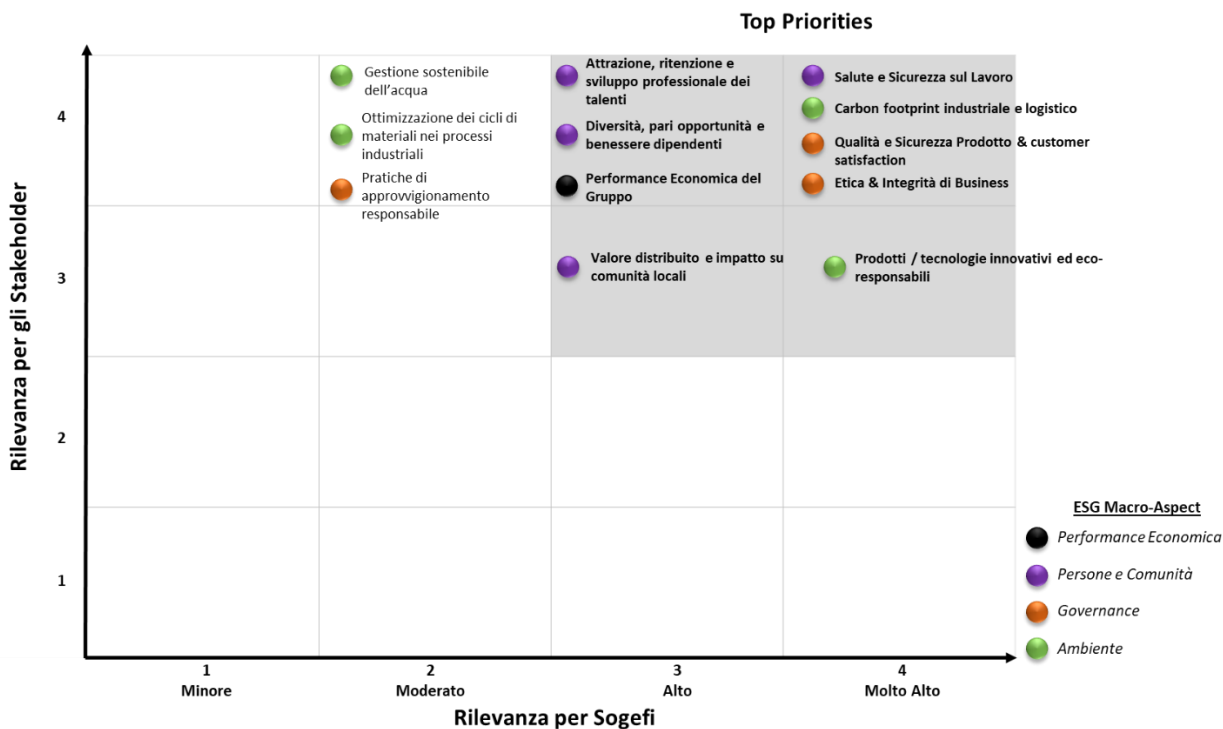 Top Priorities
Rilevanza per gli Stakeholder
4
3
2
1
Gestione sostenibile
dell'acqua
Ottimizzazione dei cicli di
materiali nei processi
industriali
Pratiche di
approvvigionamento
responsabile
Attrazione, ritenzione e
sviluppo professionale dei
talenti
Diversità, pari opportunità e
benessere dipendenti
Performance Economica del
Gruppo
Valore distribuito e impatto su
comunità locali
Salute e Sicurezza sul Lavoro
Carbon footprint industriale e logistico
Qualità e Sicurezza Prodotto & customer
satisfaction
Etica & Integrità di Business
Prodotti / tecnologie innovativi ed eco-
responsabili
ESG Macro-Aspect
Performance Economica
Persone e Comunità
Governance
Ambiente
1
Minore
2
Moderato
3
Alto
4
Molto Alto
Rilevanza per Sogefi